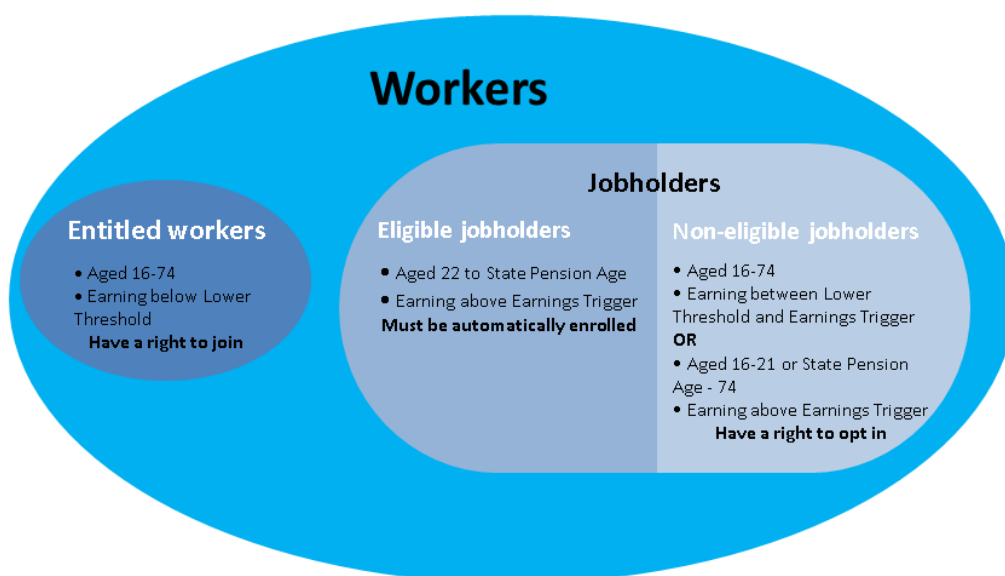 Workers
Entitled workers
• Aged 16-74
• Earning below Lower
Threshold
Have a right to join
Jobholders
Eligible jobholders
• Aged 22 to State Pension Age
• Earning above Earnings Trigger
Must be automatically enrolled
Non-eligible jobholders
• Aged 16-74
• Earning between Lower
Threshold and Earnings Trigger
OR
• Aged 16-21 or State Pension
Age - 74
• Earning above Earnings Trigger
Have a right to opt in